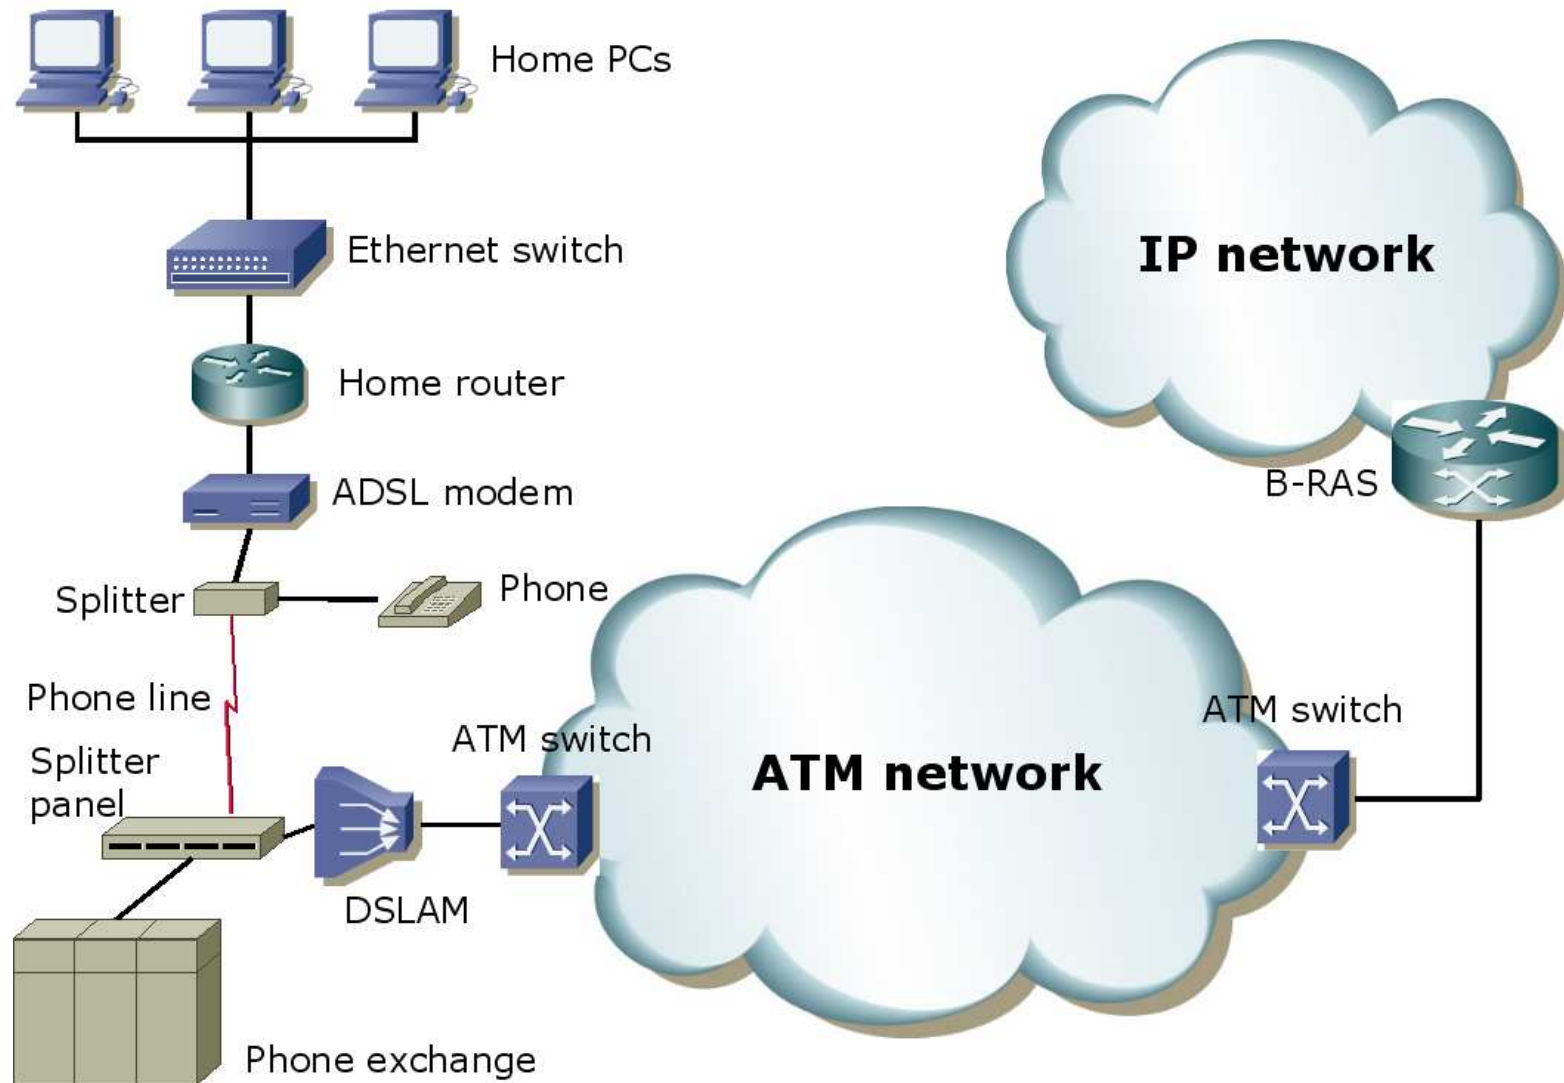 Home PCs
Ethernet switch
IP network
Home router
B-RAS
ADSL modem
Splitter
Phone
Phone line
ATM switch
ATM switch
Splitter
panel
ATM network
DSLAM
Phone exchange